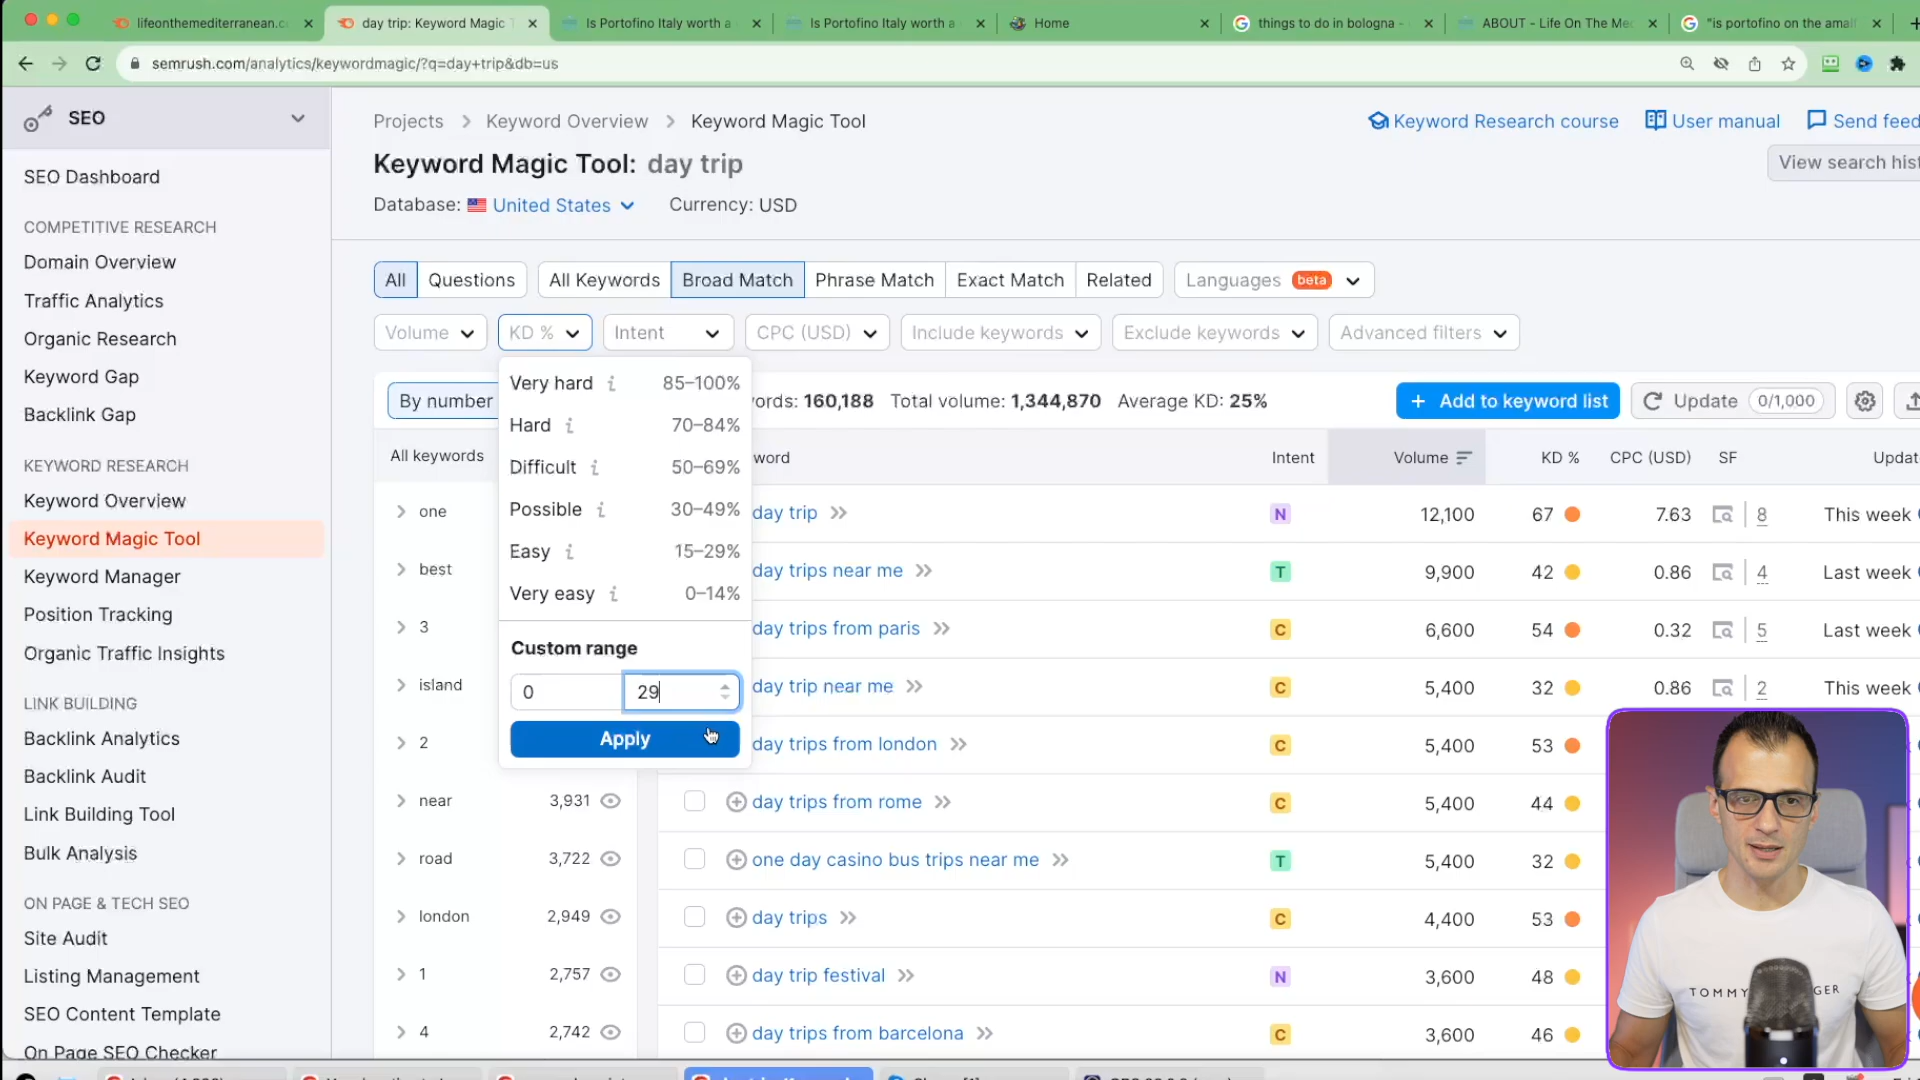 lifeonthemediterranean.c
day trip: Keyword Magic T
Is Portofino Italy worth a
Is Portofino Italy worth a
Home
things to do in bologna -
ABOUT - Life On The Me
"is portofino on the amal
semrush.com/analytics/keywordmagic/?q=day+trip&db=us
SEO
Projects > Keyword Overview > Keyword Magic Tool
Keyword Research course
User manual
Send feed
Keyword Magic Tool: day trip
View search hist
Database: United States
Currency: USD
SEO Dashboard
COMPETITIVE RESEARCH
Domain Overview
Traffic Analytics
Organic Research
Keyword Gap
Backlink Gap
KEYWORD RESEARCH
Keyword Overview
Keyword Magic Tool
Keyword Manager
Position Tracking
Organic Traffic Insights
LINK BUILDING
Backlink Analytics
Backlink Audit
Link Building Tool
Bulk Analysis
ON PAGE & TECH SEO
Site Audit
Listing Management
SEO Content Template
On Page SEO Checker
All Questions All Keywords Broad Match Phrase Match Exact Match Related Languages beta
Volume KD % Intent CPC (USD) Include keywords Exclude keywords Advanced filters
Very hard i 85–100%
Hard i 70–84%
Difficult i 50–69%
Possible i 30–49%
Easy i 15–29%
Very easy i 0–14%
Custom range
0 29
Apply
By number
ords: 160,188 Total volume: 1,344,870 Average KD: 25%
+ Add to keyword list
Update 0/1,000
All keywords
one
best
3
island
2
near 3,931
road 3,722
london 2,949
1 2,757
4 2,742
word Intent Volume KD % CPC (USD) SF Updat
day trip N 12,100 67 7.63 8 This week
day trips near me T 9,900 42 0.86 4 Last week
day trips from paris C 6,600 54 0.32 5 Last week
day trip near me C 5,400 32 0.86 2 This week
day trips from london C 5,400 53
day trips from rome C 5,400 44
one day casino bus trips near me T 5,400 32
day trips C 4,400 53
day trip festival N 3,600 48
day trips from barcelona C 3,600 46
TOMMY GER